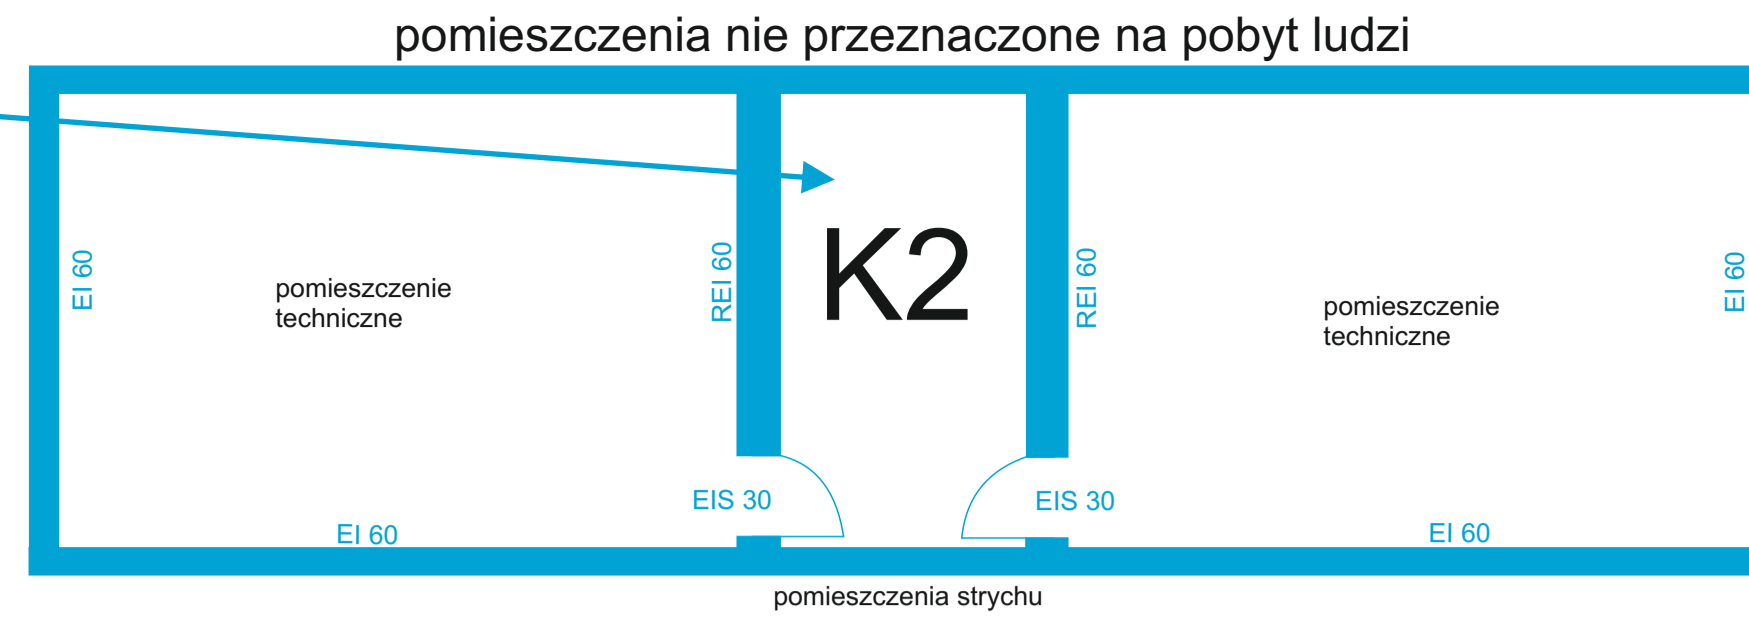 pomieszczenia nie przeznaczone na pobyt ludzi
EI 60
pomieszczenie
techniczne
REI 60
K2
REI 60
pomieszczenie
techniczne
EI 60
EIS 30
EIS 30
EI 60
EI 60
pomieszczenia strychu